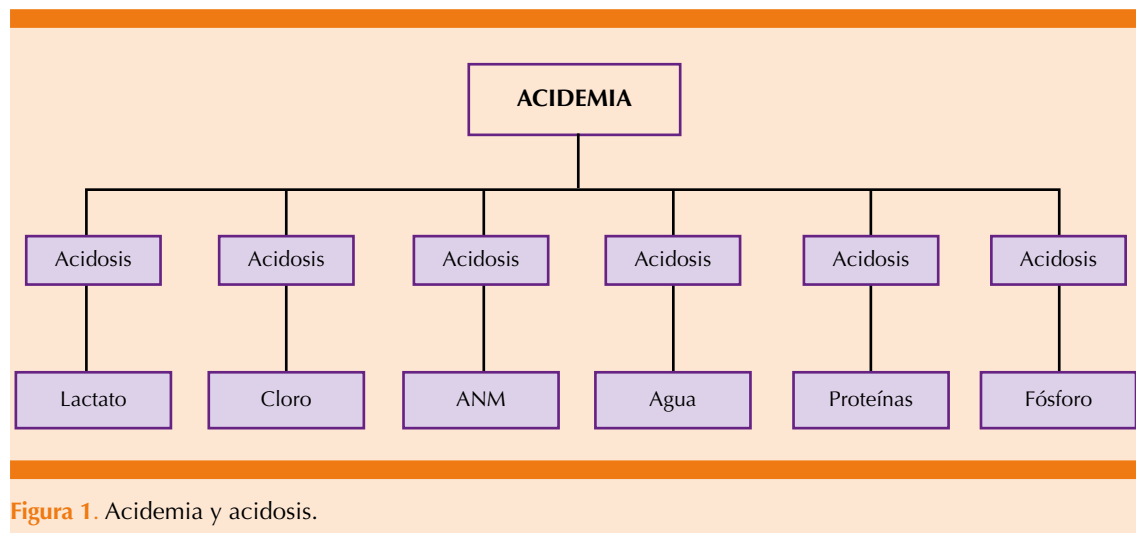 ACIDEMIA
Acidosis Acidosis Acidosis Acidosis Acidosis Acidosis
Lactato Cloro ANM Agua Proteínas Fósforo
Figura 1. Acidemia y acidosis.